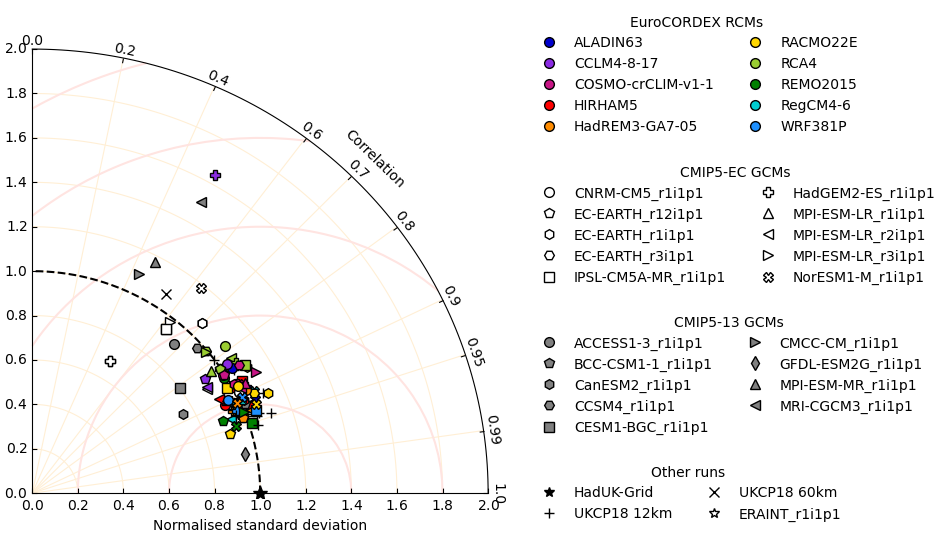 EuroCORDEX RCMs
ALADIN63
CCLM4-8-17
COSMO-crCLIM-v1-1
HIRHAM5
HadREM3-GA7-05
RACMO22E
RCA4
REMO2015
RegCM4-6
WRF381P
CMIP5-EC GCMs
CNRM-CM5_r1i1p1
EC-EARTH_r12i1p1
EC-EARTH_r1i1p1
EC-EARTH_r3i1p1
IPSL-CM5A-MR_r1i1p1
HadGEM2-ES_r1i1p1
MPI-ESM-LR_r1i1p1
MPI-ESM-LR_r2i1p1
MPI-ESM-LR_r3i1p1
NorESM1-M_r1i1p1
CMIP5-13 GCMs
ACCESS1-3_r1i1p1
BCC-CSM1-1_r1i1p1
CanESM2_r1i1p1
CCSM4_r1i1p1
CESM1-BGC_r1i1p1
CMCC-CM_r1i1p1
GFDL-ESM2G_r1i1p1
MPI-ESM-MR_r1i1p1
MRI-CGCM3_r1i1p1
Other runs
HadUK-Grid
UKCP18 12km
UKCP18 60km
ERAINT_r1i1p1
Correlation
0.0
0.2
0.4
0.6
0.7
0.8
0.9
0.95
0.99
1.0
2.0
1.8
1.6
1.4
1.2
1.0
0.8
0.6
0.4
0.2
0.0
0.0 0.2 0.4 0.6 0.8 1.0 1.2 1.4 1.6 1.8 2.0
Normalised standard deviation